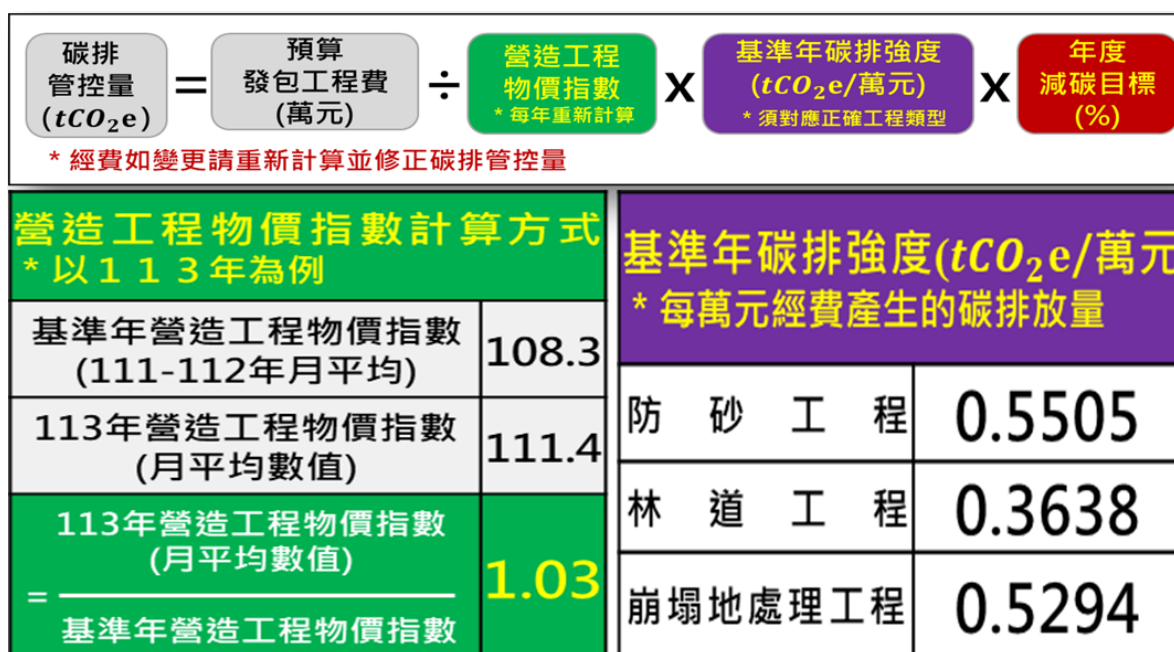 碳排
管控量
(tCO₂e)
=
預算
發包工程費
(萬元)
÷
營造工程
物價指數
* 每年重新計算
X
基準年碳排強度
(tCO₂e/萬元)
* 須對應正確工程類型
X
年度
減碳目標
(%)
* 經費如變更請重新計算並修正碳排管控量
營造工程物價指數計算方式
* 以113年為例
基準年營造工程物價指數
(111-112年月平均)
108.3
113年營造工程物價指數
(月平均數值)
111.4
113年營造工程物價指數
(月平均數值)
=
基準年營造工程物價指數
1.03
基準年碳排強度(tCO₂e/萬元
* 每萬元經費產生的碳排放量
防砂工程 0.5505
林道工程 0.3638
崩塌地處理工程 0.5294